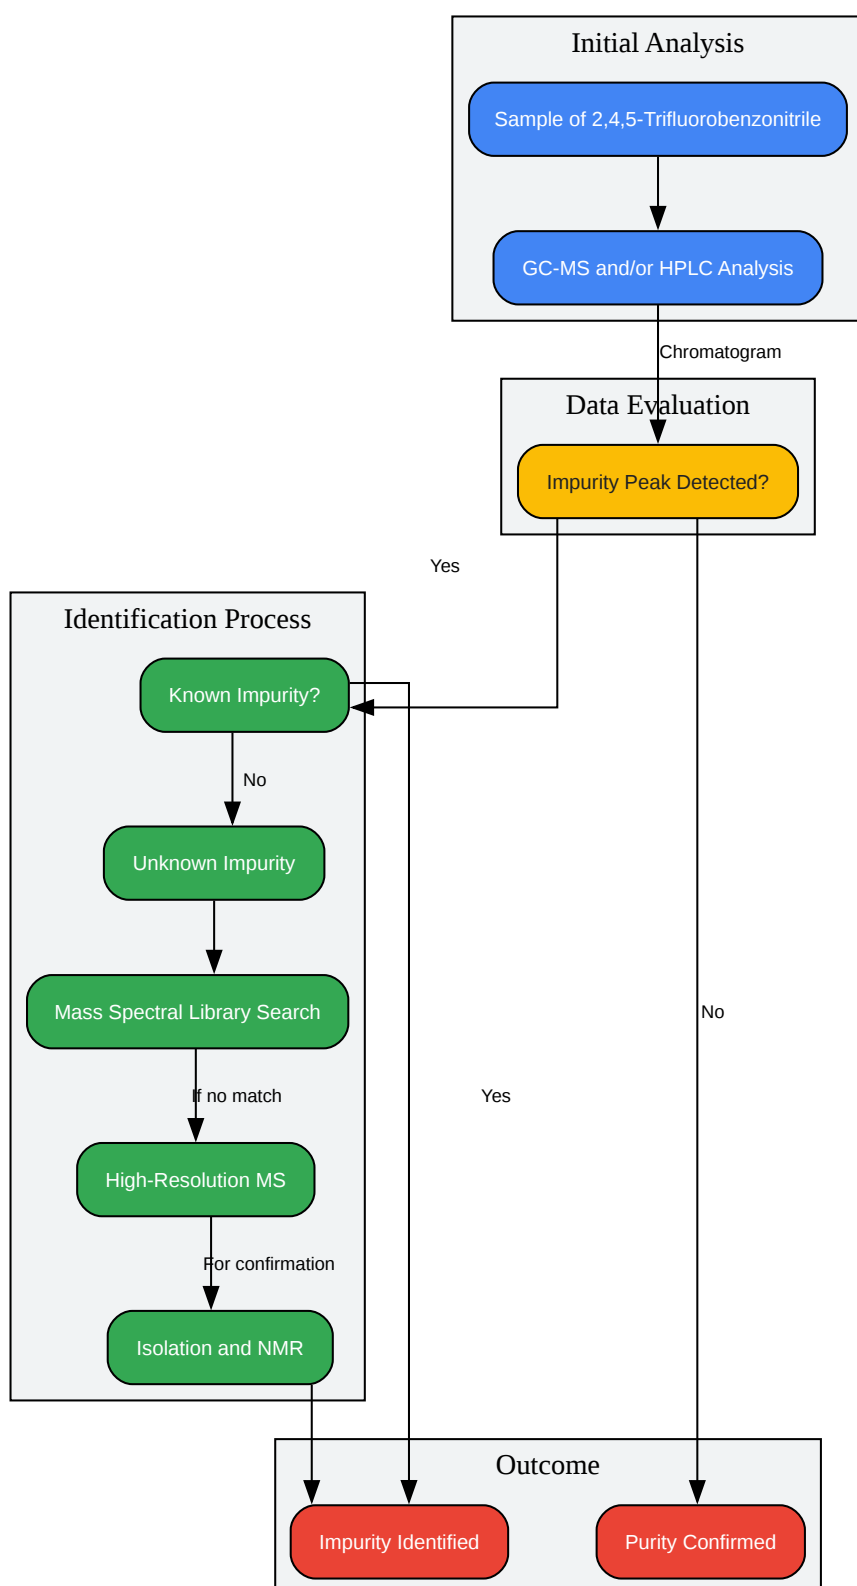 Initial Analysis
Sample of 2,4,5-Trifluorobenzonitrile
GC-MS and/or HPLC Analysis
Chromatogram
Data Evaluation
Impurity Peak Detected?
Yes
Identification Process
Known Impurity?
No
Unknown Impurity
Mass Spectral Library Search
No
If no match
Yes
High-Resolution MS
For confirmation
Isolation and NMR
Outcome
Impurity Identified
Purity Confirmed